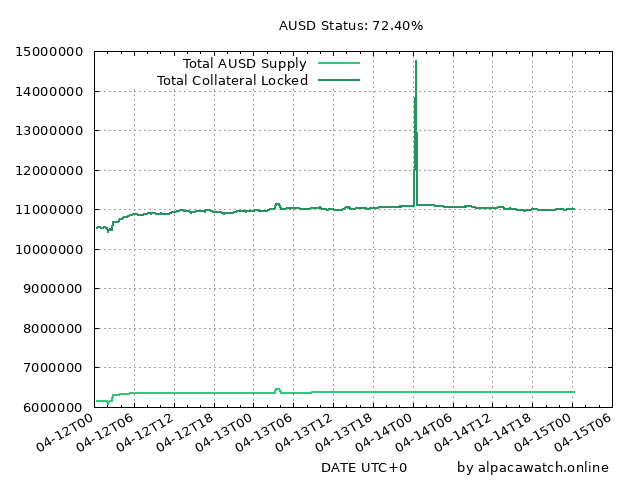 AUSD Status: 72.40%
15000000
14000000
13000000
12000000
11000000
10000000
9000000
8000000
7000000
6000000
Total AUSD Supply
Total Collateral Locked
04-12T00
04-12T06
04-12T12
04-12T18
04-13T00
04-13T06
04-13T12
04-13T18
04-14T00
04-14T06
04-14T12
04-14T18
04-15T00
04-15T06
DATE UTC+0
by alpacawatch.online